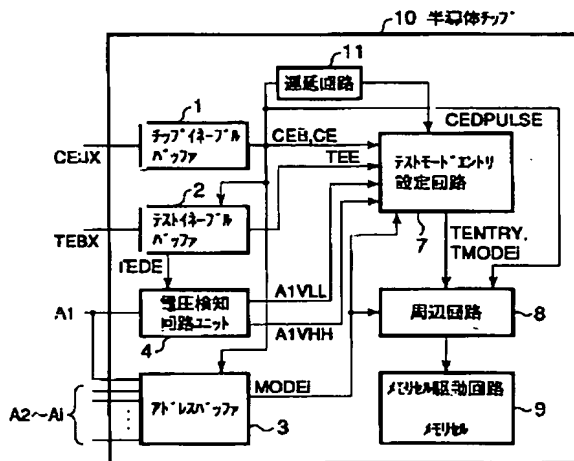 10 半導体チップ
11
遅延回路
1
チップイネーブル
バッファ
CEB,CE
CEDPULSE
CEBX
TEE
テストモードエントリ
設定回路
7
2
テストイネーブル
バッファ
TEBX
TEDE
TENTRY,
TMODEi
A1
電圧検知
回路ユニット
4
A1VLL
A1VHH
周辺回路
8
MODEi
アドレスバッファ
3
A2〜Ai
メモリセル駆動回路
メモリセル
9